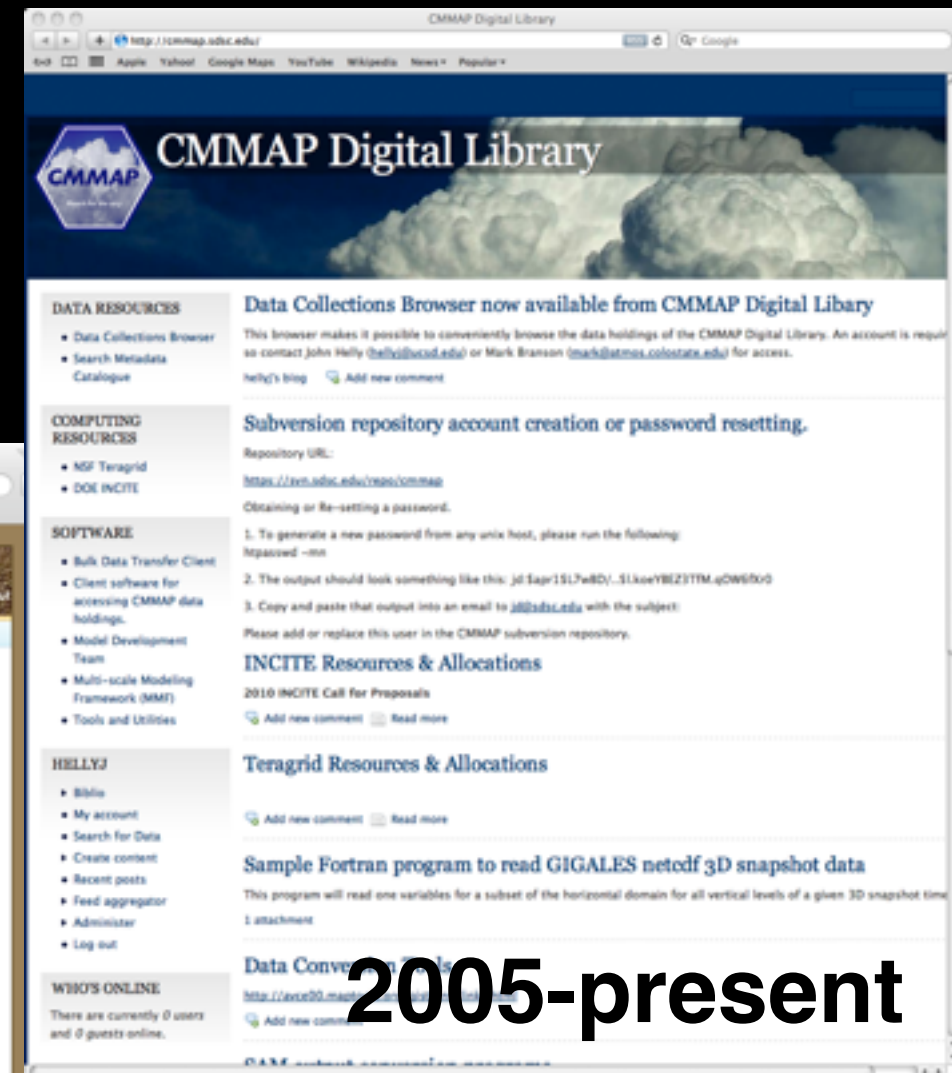 CMMAP Digital Library
http://cmmap.sdsc.edu/
Google
Apple Yahoo! Google Maps YouTube Wikipedia News Popular
CMMAP
CMMAP Digital Library
DATA RESOURCES
Data Collections Browser
Search Metadata
Catalogue
COMPUTING
RESOURCES
NSF Teragrid
DOE INCITE
SOFTWARE
Bulk Data Transfer Client
Client software for
accessing CMMAP data
holdings.
Model Development
Team
Multi-scale Modeling
Framework (MMF)
Tools and Utilities
HELLYJ
Biblio
My account
Search for Data
Create content
Recent posts
Feed aggregator
Administer
Log out
WHO'S ONLINE
There are currently 0 users
and 0 guests online.
Data Collections Browser now available from CMMAP Digital Libary
This browser makes it possible to conveniently browse the data holdings of the CMMAP Digital Library. An account is requir
so contact John Helly (hellyj@ucsd.edu) or Mark Branson (mark@atmos.colostate.edu) for access.
hellyj's blog Add new comment
Subversion repository account creation or password resetting.
Repository URL:
https://svn.sdsc.edu/repo/cmmap
Obtaining or Re-setting a password.
1. To generate a new password from any unix host, please run the following:
htpasswd -mn
2. The output should look something like this:
3. Copy and paste that output into an email to jd@sdsc.edu with the subject:
Please add or replace this user in the CMMAP subversion repository.
INCITE Resources & Allocations
2010 INCITE Call for Proposals
Add new comment Read more
Teragrid Resources & Allocations
Add new comment Read more
Sample Fortran program to read GIGALES netcdf 3D snapshot data
This program will read one variables for a subset of the horizontal domain for all vertical levels of a given 3D snapshot time
1 attachment
Data Conversion Tools
Add new comment
2005-present